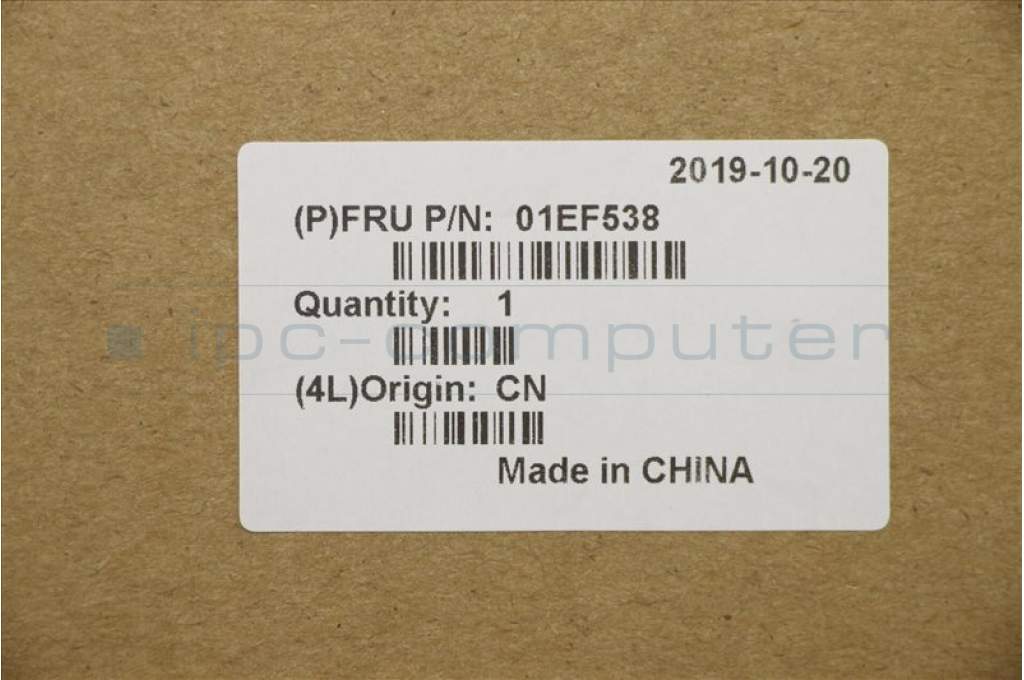 2019-10-20
(P)FRU P/N: 01EF538
Quantity: 1
ipc-computer
(4L)Origin: CN
Made in CHINA